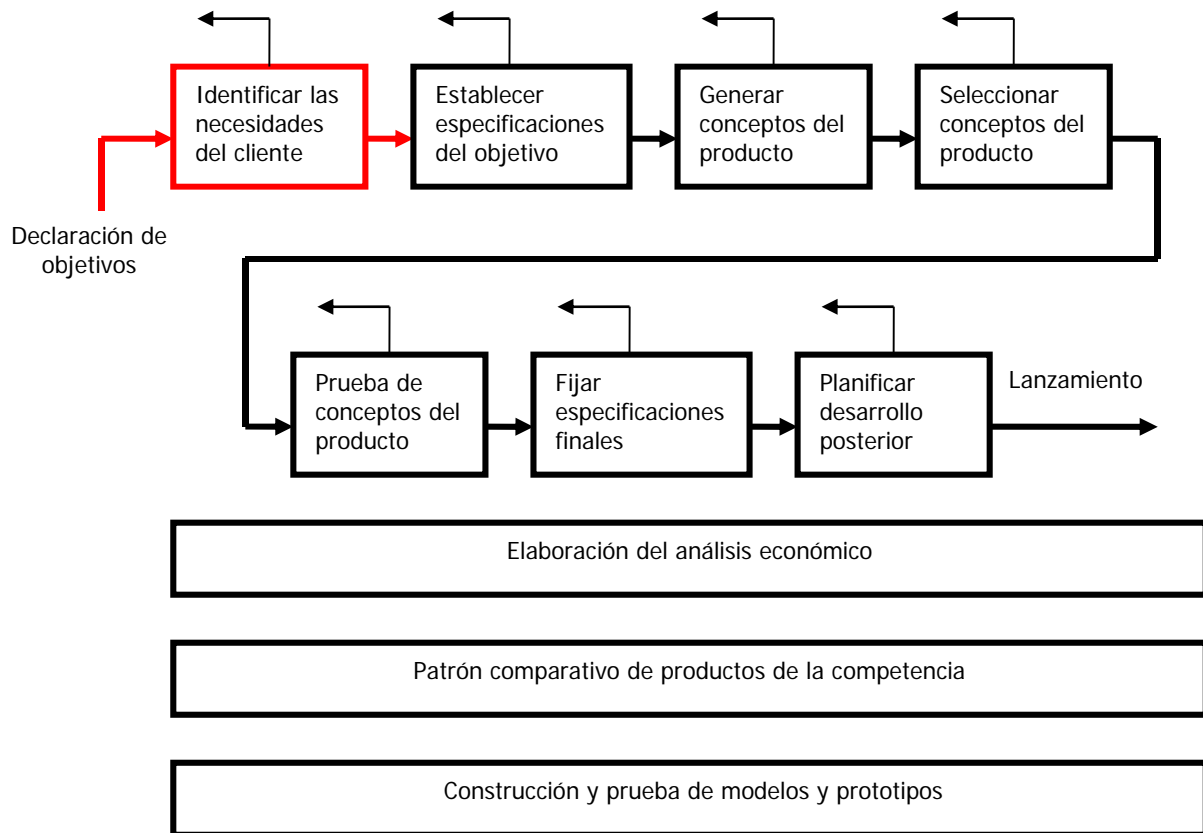 Identificar las
necesidades
del cliente
Establecer
especificaciones
del objetivo
Generar
conceptos del
producto
Seleccionar
conceptos del
producto
Declaración de
objetivos
Prueba de
conceptos del
producto
Fijar
especificaciones
finales
Planificar
desarrollo
posterior
Lanzamiento
Elaboración del análisis económico
Patrón comparativo de productos de la competencia
Construcción y prueba de modelos y prototipos